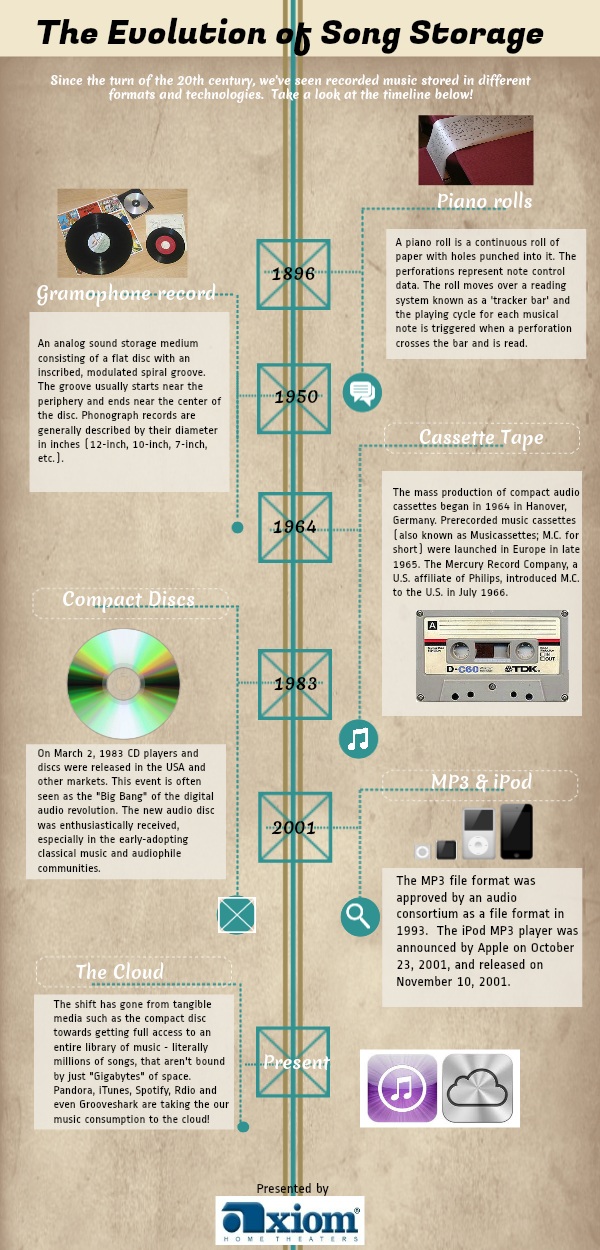 The Evolution of Song Storage
Since the turn of the 20th century, we've seen recorded music stored in different
formats and technologies. Take a look at the timeline below!
Piano rolls
1896
A piano roll is a continuous roll of
paper with holes punched into it. The
perforations represent note control
data. The roll moves over a reading
system known as a 'tracker bar' and
the playing cycle for each musical
note is triggered when a perforation
crosses the bar and is read.
Gramophone record
1950
An analog sound storage medium
consisting of a flat disc with an
inscribed, modulated spiral groove.
The groove usually starts near the
periphery and ends near the center of
the disc. Phonograph records are
generally described by their diameter
in inches (12-inch, 10-inch, 7-inch,
etc.).
Cassette Tape
1964
The mass production of compact audio
cassettes began in 1964 in Hanover,
Germany. Prerecorded music cassettes
(also known as Musicassettes; M.C. for
short) were launched in Europe in late
1965. The Mercury Record Company, a
U.S. affiliate of Philips, introduced M.C.
to the U.S. in July 1966.
A
D-C60 TDK.
Compact Discs
1983
On March 2, 1983 CD players and
discs were released in the USA and
other markets. This event is often
seen as the "Big Bang" of the digital
audio revolution. The new audio disc
was enthusiastically received,
especially in the early-adopting
classical music and audiophile
communities.
MP3 & iPod
2001
The MP3 file format was
approved by an audio
consortium as a file format in
1993. The iPod MP3 player was
announced by Apple on October
23, 2001, and released on
November 10, 2001.
The Cloud
Present
The shift has gone from tangible
media such as the compact disc
towards getting full access to an
entire library of music - literally
millions of songs, that aren't bound
by just "Gigabytes" of space.
Pandora, iTunes, Spotify, Rdio and
even Grooveshark are taking the our
music consumption to the cloud!
Presented by
axiom®
HOME THEATERS